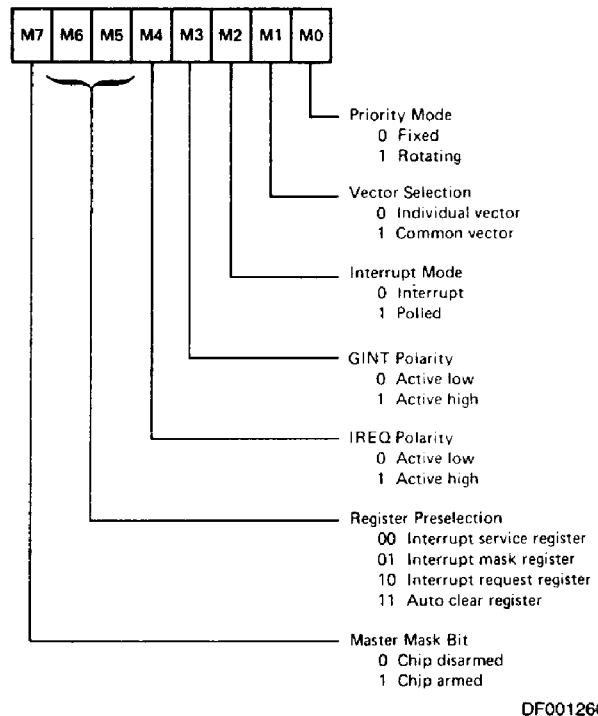 M7 M6 M5 M4 M3 M2 M1 M0
Priority Mode
0 Fixed
1 Rotating
Vector Selection
0 Individual vector
1 Common vector
Interrupt Mode
0 Interrupt
1 Polled
GINT Polarity
0 Active low
1 Active high
IREQ Polarity
0 Active low
1 Active high
Register Preselection
00 Interrupt service register
01 Interrupt mask register
10 Interrupt request register
11 Auto clear register
Master Mask Bit
0 Chip disarmed
1 Chip armed
DF001260